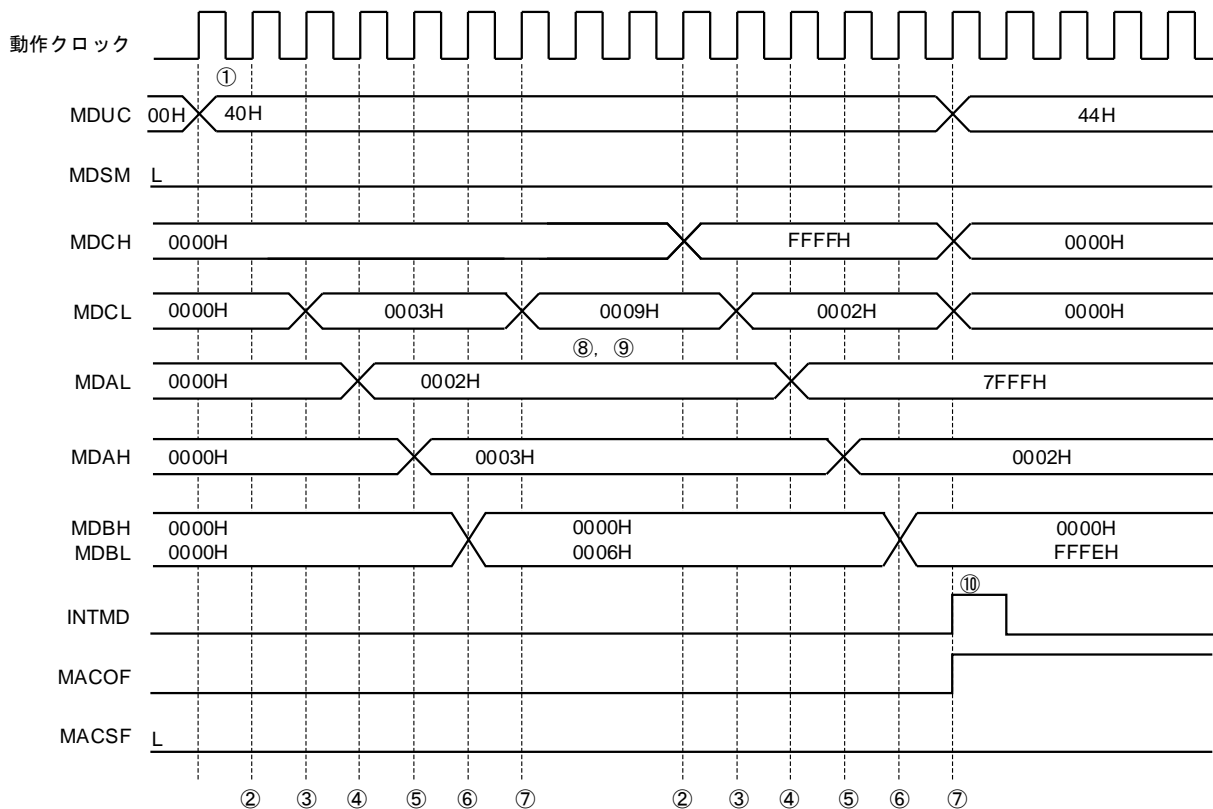 動作クロック
①
MDUC 00H 40H 44H
MDSM L
MDCH 0000H FFFFH 0000H
MDCL 0000H 0003H 0009H 0002H 0000H
⑧, ⑨
MDAL 0000H 0002H 7FFFH
MDAH 0000H 0003H 0002H
MDBH 0000H 0000H 0000H
MDBL 0000H 0006H FFFEH
⑩
INTMD
MACOF
MACSF L
② ③ ④ ⑤ ⑥ ⑦ ② ③ ④ ⑤ ⑥ ⑦